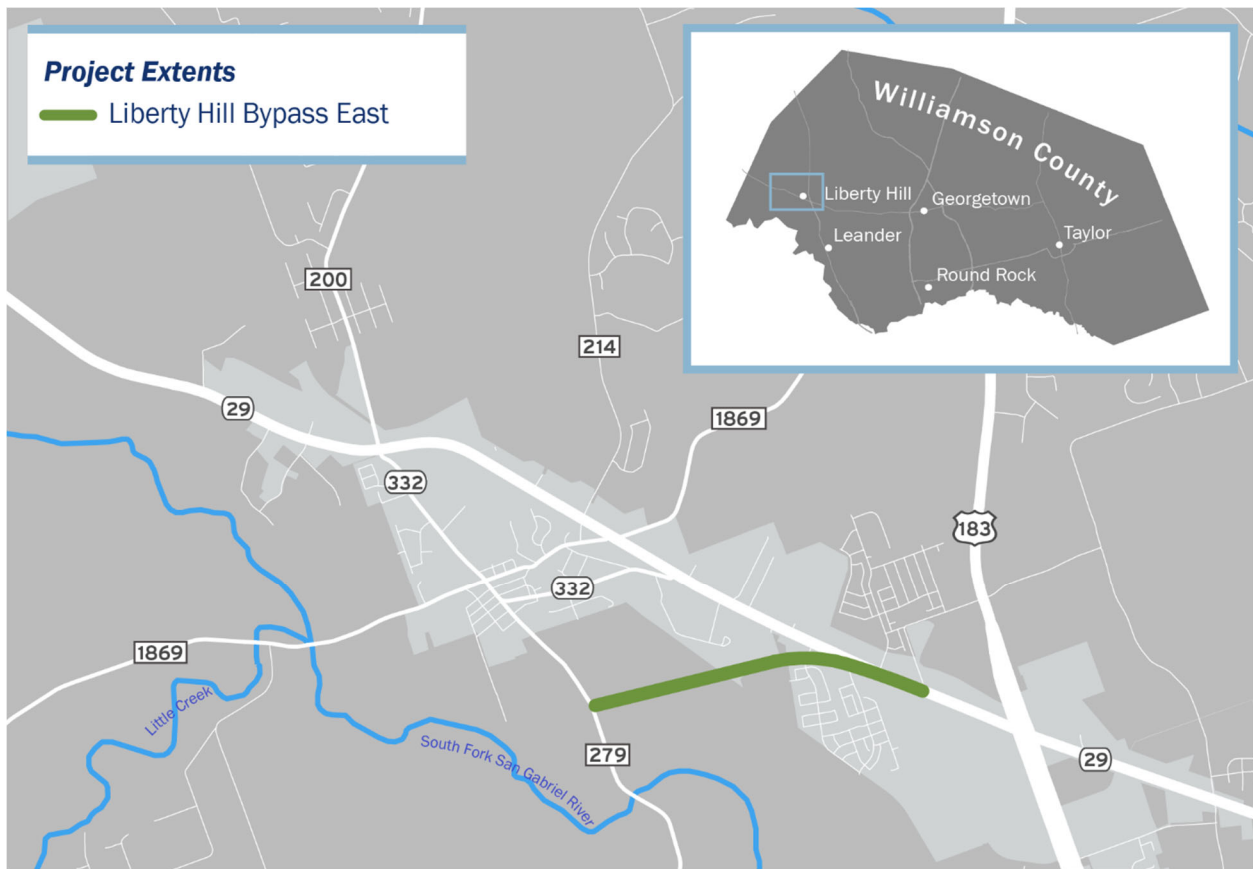 Project Extents
Liberty Hill Bypass East
Williamson County
Liberty Hill
Georgetown
Leander
Taylor
Round Rock
200
214
29
1869
332
183
332
1869
Little Creek
South Fork San Gabriel River
279
29